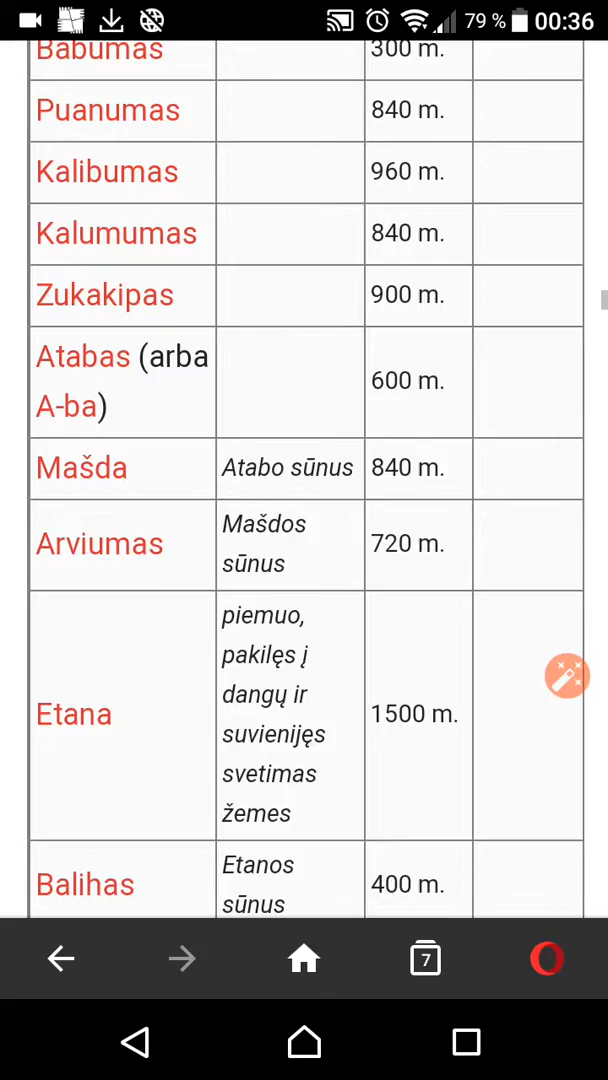 79 % 00:36
Babumas 300 m.
Puanumas 840 m.
Kalibumas 960 m.
Kalumumas 840 m.
Zukakipas 900 m.
Atabas (arba
A-ba) 600 m.
Mašda Atabo sūnus 840 m.
Arviumas Mašdos
sūnus 720 m.
Etana piemuo,
pakilęs į
dangų ir
suvienijęs
svetimas
žemes 1500 m.
Balihas Etanos
sūnus 400 m.
7